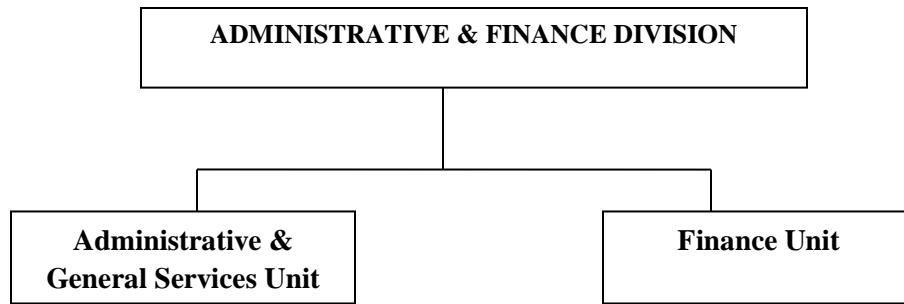 ADMINISTRATIVE & FINANCE DIVISION
Administrative &
General Services Unit
Finance Unit